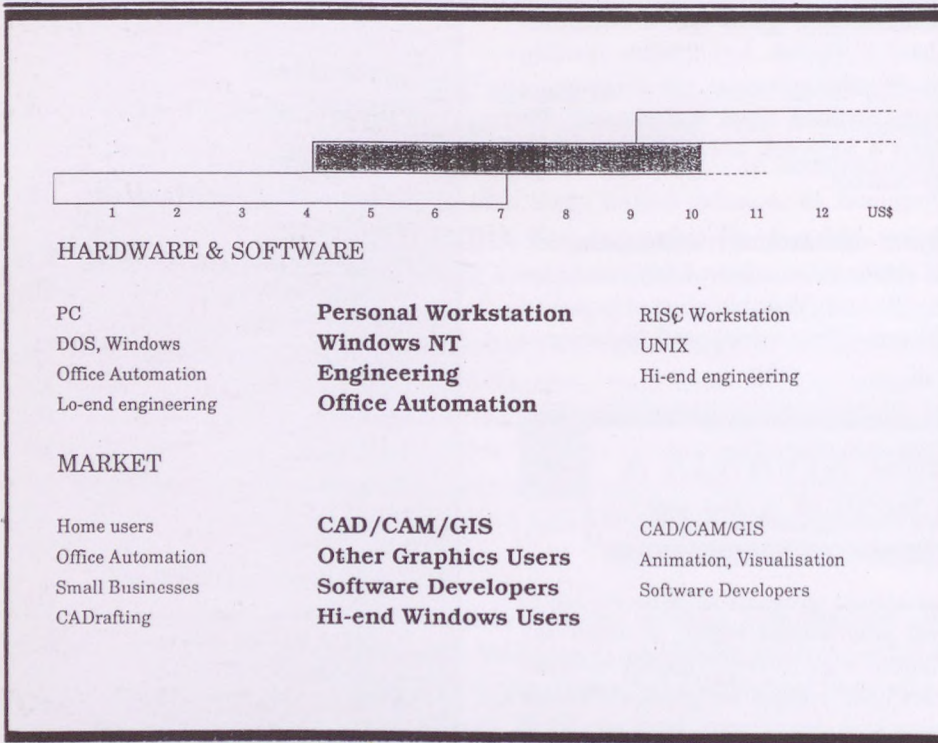 1 2 3 4 5 6 7 8 9 10 11 12 US$
HARDWARE & SOFTWARE
PC Personal Workstation RISC Workstation
DOS, Windows Windows NT UNIX
Office Automation Engineering Hi-end engineering
Lo-end engineering Office Automation
MARKET
Home users CAD/CAM/GIS CAD/CAM/GIS
Office Automation Other Graphics Users Animation, Visualisation
Small Businesses Software Developers Software Developers
CADrafting Hi-end Windows Users